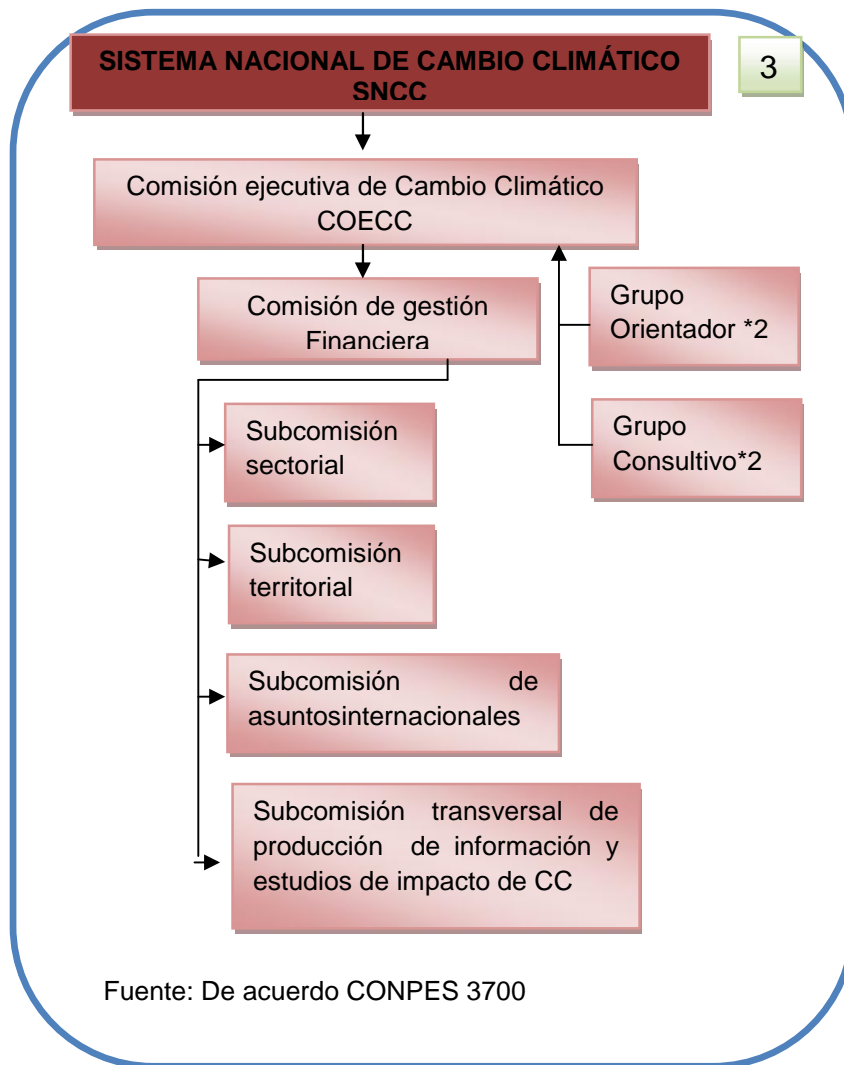 SISTEMA NACIONAL DE CAMBIO CLIMÁTICO
SNCC
3
Comisión ejecutiva de Cambio Climático
COECC
Comisión de gestión
Financiera
Grupo
Orientador *2
Grupo
Consultivo*2
Subcomisión
sectorial
Subcomisión
territorial
Subcomisión de
asuntosinternacionales
Subcomisión transversal de
producción de información y
estudios de impacto de CC
Fuente: De acuerdo CONPES 3700